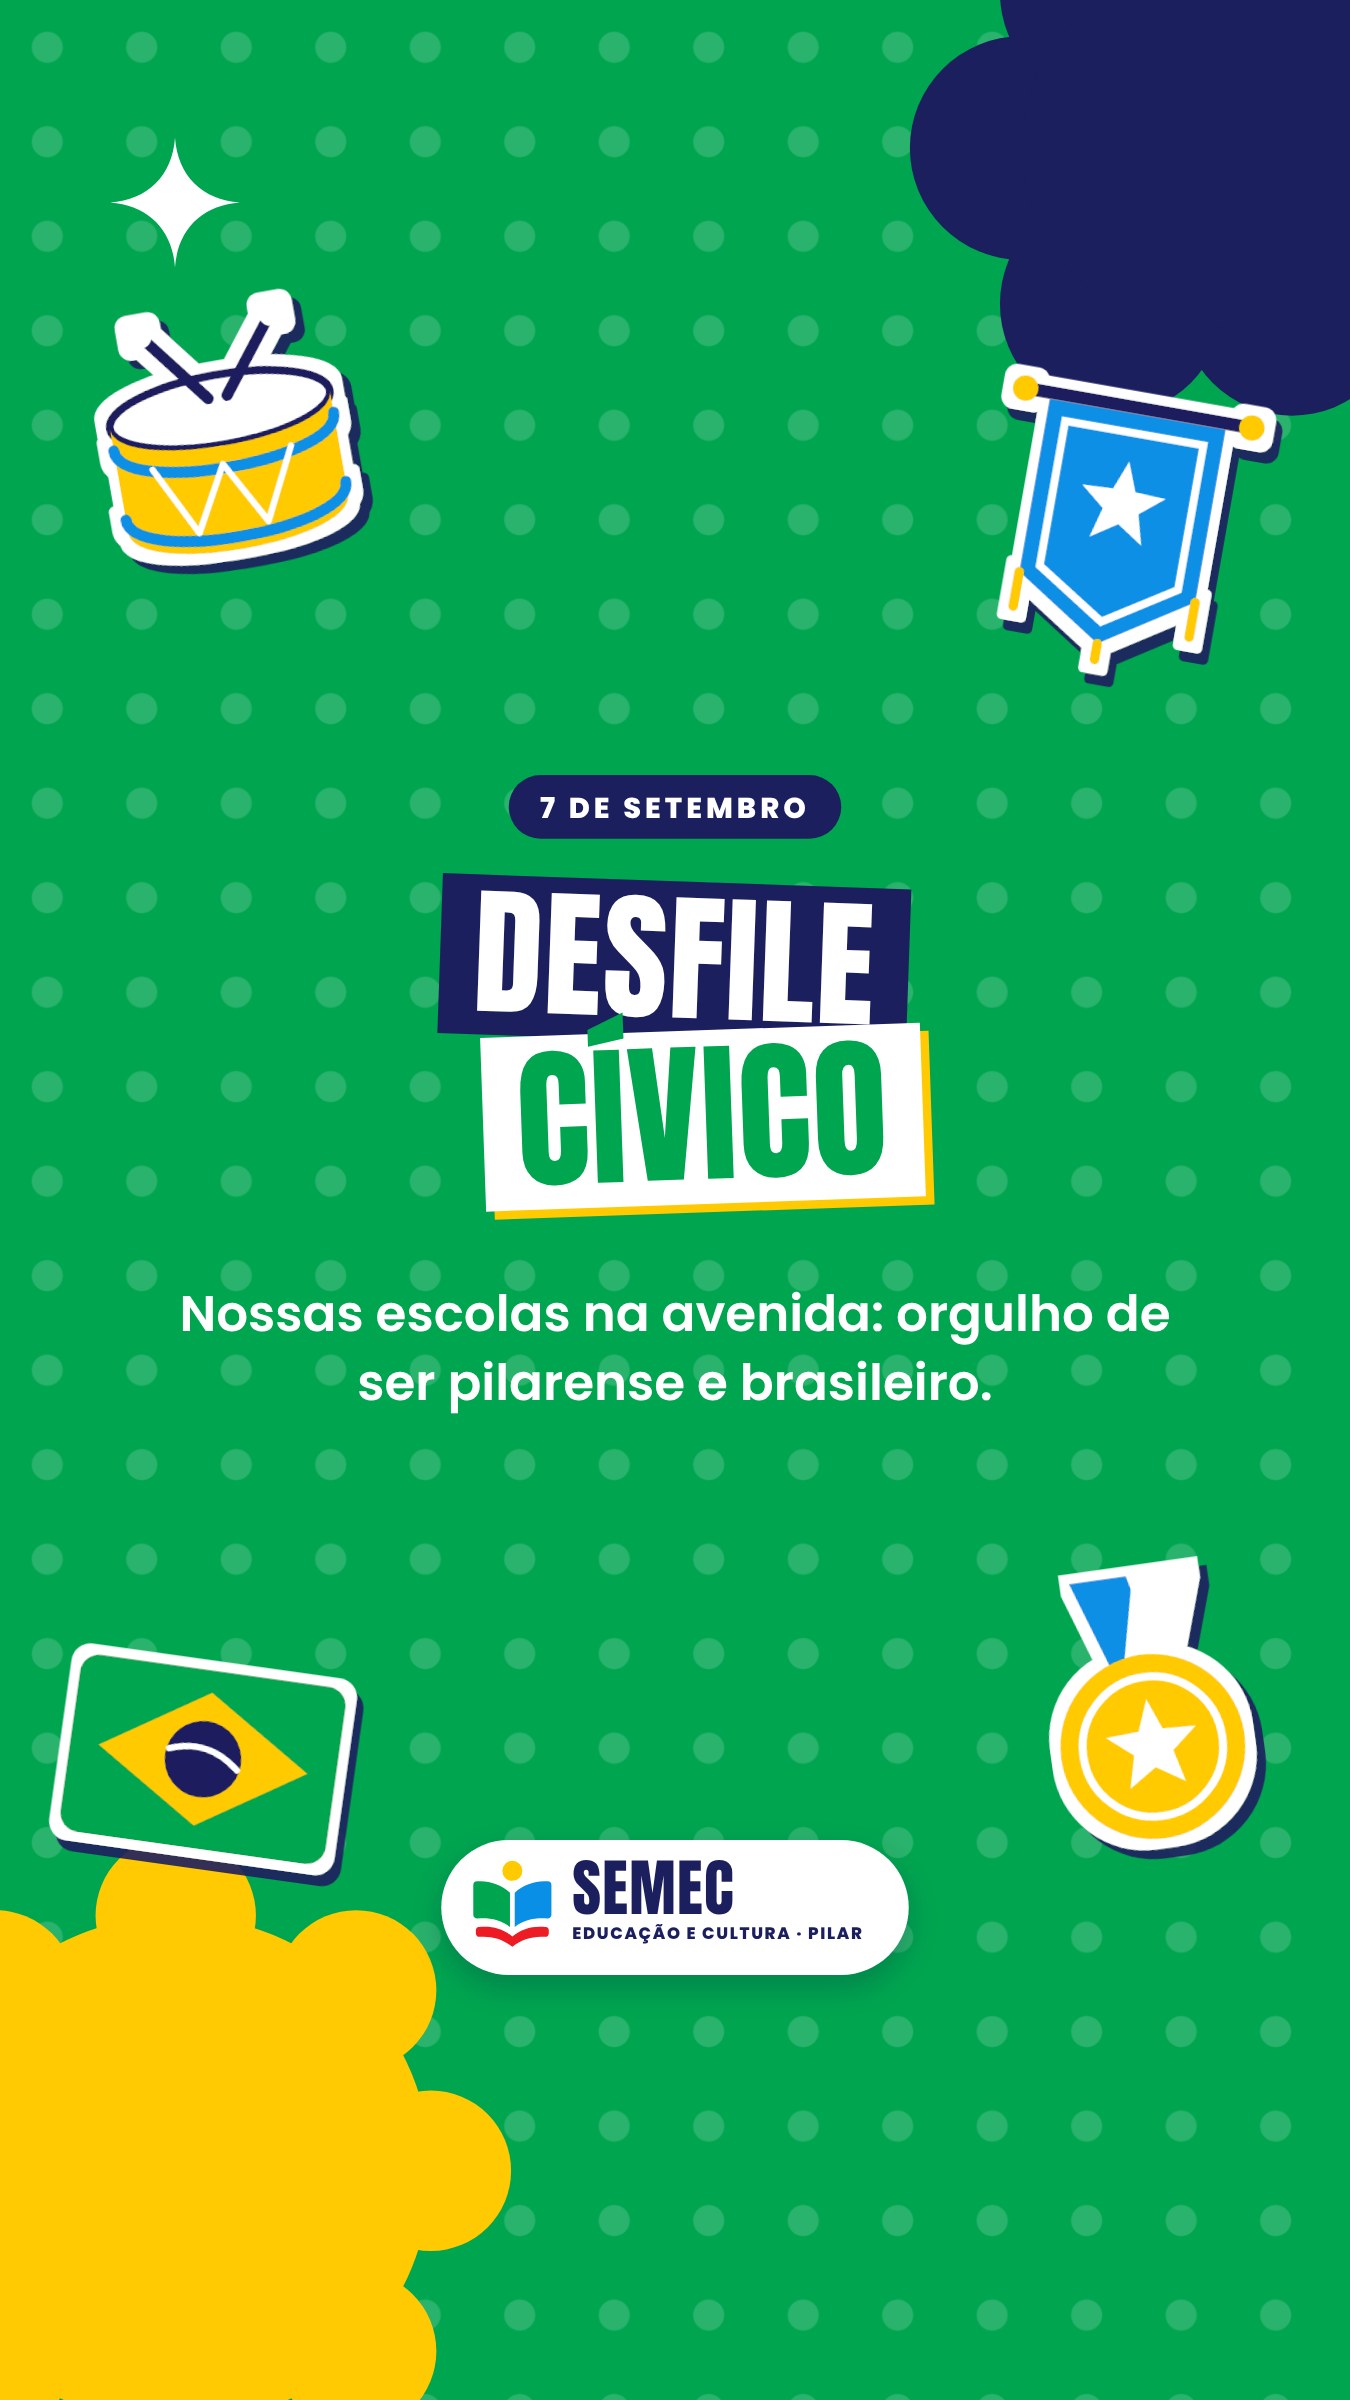 7 DE SETEMBRO
DESFILE
CÍVICO
Nossas escolas na avenida: orgulho de
ser pilarense e brasileiro.
SEMEC
EDUCAÇÃO E CULTURA · PILAR